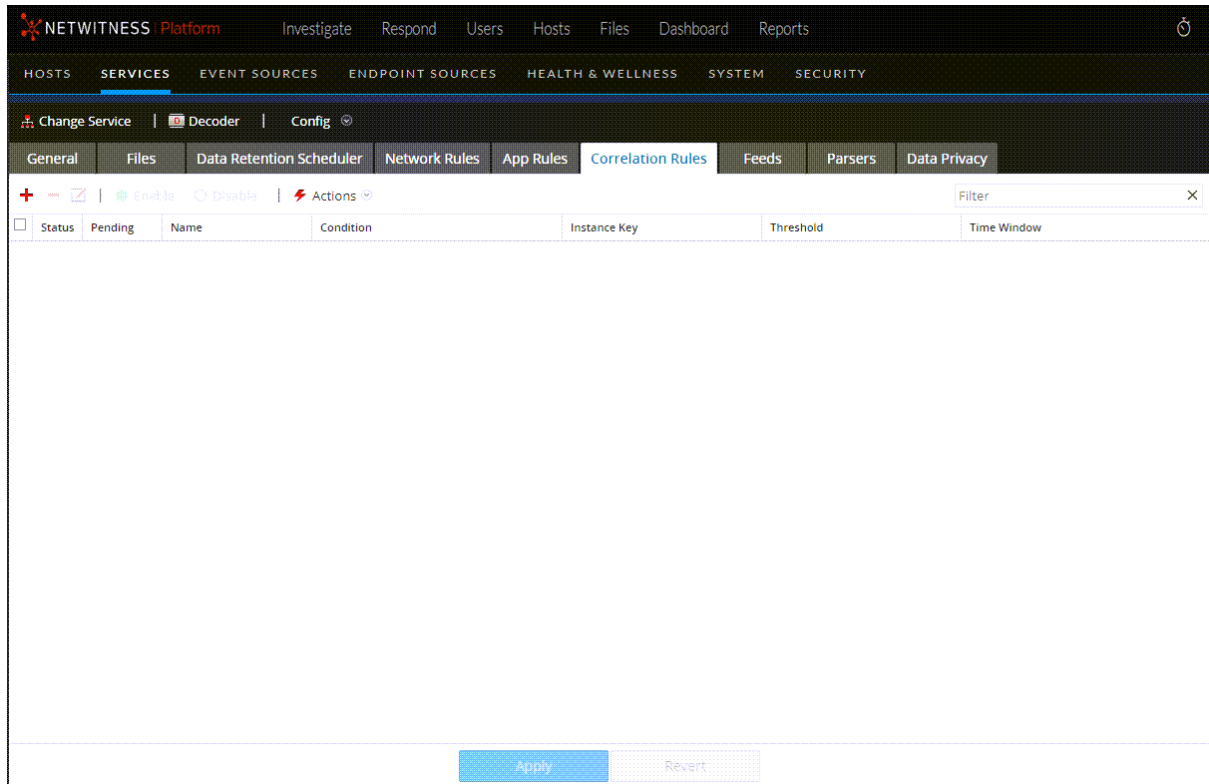 NETWITNESS Platform Investigate Respond Users Hosts Files Dashboard Reports
HOSTS SERVICES EVENT SOURCES ENDPOINT SOURCES HEALTH & WELLNESS SYSTEM SECURITY
Change Service | D Decoder | Config
General Files Data Retention Scheduler Network Rules App Rules Correlation Rules Feeds Parsers Data Privacy
Enable Disable | Actions Filter
Status Pending Name Condition Instance Key Threshold Time Window
Apply Revert